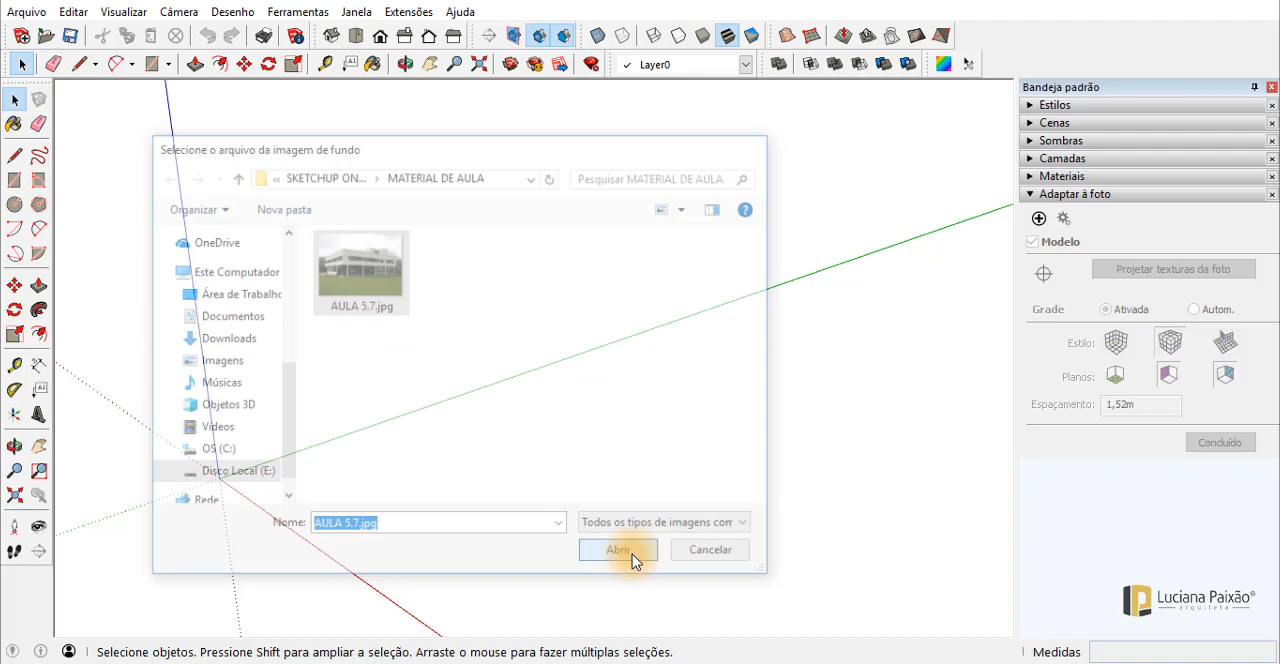 Arquivo Editar Visualizar Câmera Desenho Ferramentas Janela Extensões Ajuda
Layer0
Bandeja padrão
Estilos
Cenas
Sombras
Camadas
Materiais
Adaptar à foto
Modelo
Projetar texturas da foto
Grade Ativada Autom.
Estilo:
Planos:
Espaçamento: 1,52m
Concluído
Selecione o arquivo da imagem de fundo
« SKETCHUP ON... › MATERIAL DE AULA
Pesquisar MATERIAL DE AULA
Organizar Nova pasta
OneDrive
Este Computador
Área de Trabalho
Documentos
Downloads
Imagens
Músicas
Objetos 3D
Vídeos
OS (C:)
Disco Local (E:)
Rede
AULA 5.7.jpg
Nome: AULA 5.7.jpg
Todos os tipos de imagens com
Abrir Cancelar
Luciana Paixão®
arquiteta
Selecione objetos. Pressione Shift para ampliar a seleção. Arraste o mouse para fazer múltiplas seleções.
Medidas